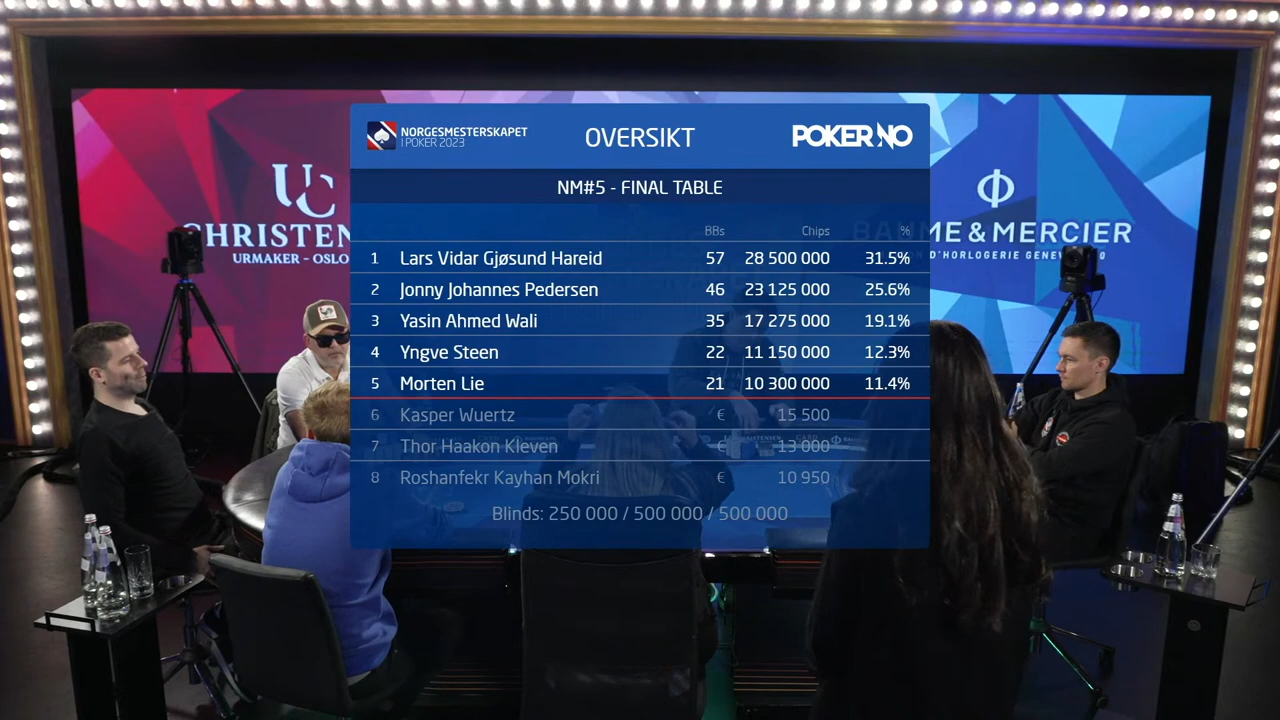 NORGESMESTERSKAPET
I POKER 2023
OVERSIKT
POKER NO
NM#5 - FINAL TABLE
BBs Chips %
1 Lars Vidar Gjøsund Hareid 57 28 500 000 31.5%
2 Jonny Johannes Pedersen 46 23 125 000 25.6%
3 Yasin Ahmed Wali 35 17 275 000 19.1%
4 Yngve Steen 22 11 150 000 12.3%
5 Morten Lie 21 10 300 000 11.4%
6 Kasper Wuertz € 15 500
7 Thor Haakon Kleven € 13 000
8 Roshanfekr Kayhan Mokri € 10 950
Blinds: 250 000 / 500 000 / 500 000
UC
CHRISTEN
URMAKER - OSLO
BAUME & MERCIER
D'HORLOGERIE